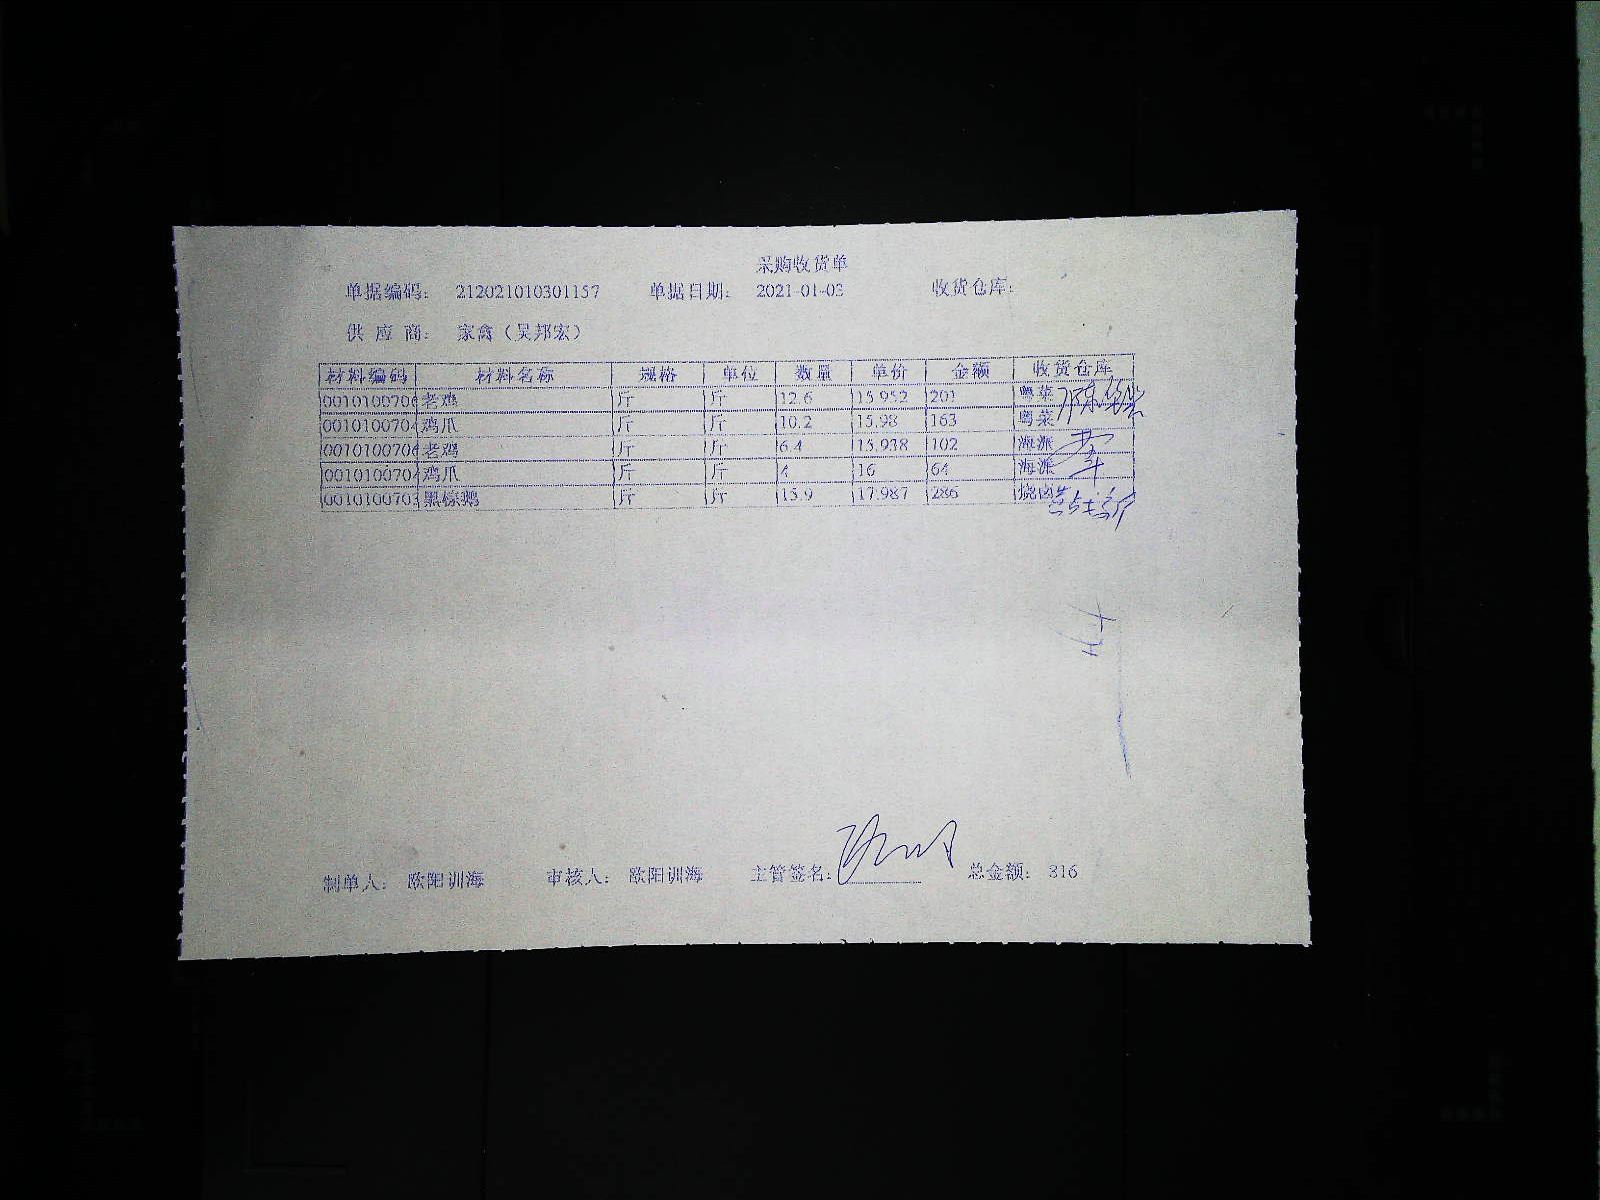 采购收货单
单据编码： 212021010301157 单据日期： 2021-01-03 收货仓库：
供 应 商： 家禽（吴邦宏）
材料编码 材料名称 规格 单位 数量 单价 金额 收货仓库
0010100706 老鸡 斤 斤 12.6 15.952 201 粤菜
001010070 鸡爪 斤 斤 10.2 15.98 163 粤菜
0010100706 老鸡 斤 斤 6.4 15.938 102 海派
001010070 鸡爪 斤 斤 4 16 64 海派
001010070 黑棕鹅 斤 斤 15.9 17.987 286 烧卤
制单人： 欧阳训海 审核人： 欧阳训海 主管签名： 总金额： 816